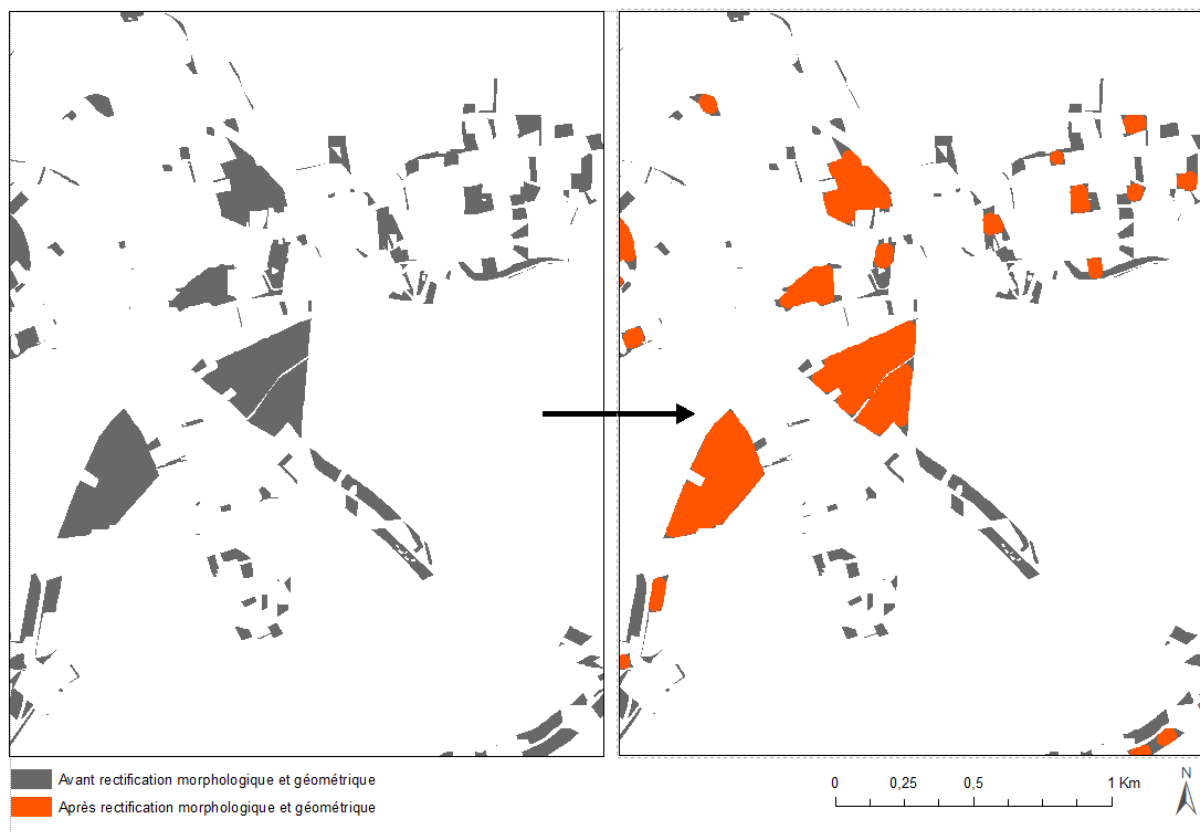 Avant rectification morphologique et géométrique
Après rectification morphologique et géométrique
0 0,25 0,5 1 Km
N